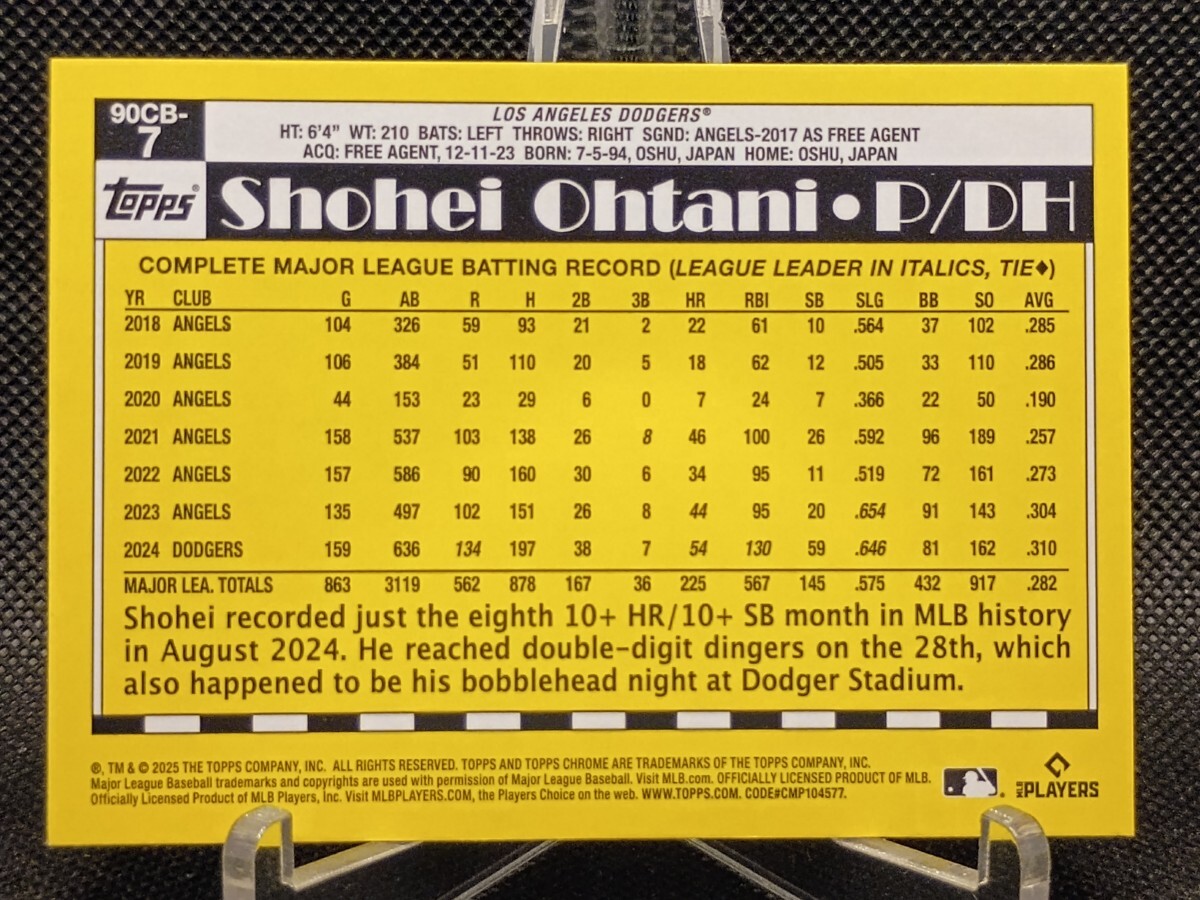 90CB-
7
LOS ANGELES DODGERS®
HT: 6'4" WT: 210 BATS: LEFT THROWS: RIGHT SGND: ANGELS-2017 AS FREE AGENT
ACQ: FREE AGENT, 12-11-23 BORN: 7-5-94, OSHU, JAPAN HOME: OSHU, JAPAN
Topps®
Shohei Ohtani • P/DH
COMPLETE MAJOR LEAGUE BATTING RECORD (LEAGUE LEADER IN ITALICS, TIE♦)
YR CLUB G AB R H 2B 3B HR RBI SB SLG BB SO AVG
2018 ANGELS 104 326 59 93 21 2 22 61 10 .564 37 102 .285
2019 ANGELS 106 384 51 110 20 5 18 62 12 .505 33 110 .286
2020 ANGELS 44 153 23 29 6 0 7 24 7 .366 22 50 .190
2021 ANGELS 158 537 103 138 26 8 46 100 26 .592 96 189 .257
2022 ANGELS 157 586 90 160 30 6 34 95 11 .519 72 161 .273
2023 ANGELS 135 497 102 151 26 8 44 95 20 .654 91 143 .304
2024 DODGERS 159 636 134 197 38 7 54 130 59 .646 81 162 .310
MAJOR LEA. TOTALS 863 3119 562 878 167 36 225 567 145 .575 432 917 .282
Shohei recorded just the eighth 10+ HR/10+ SB month in MLB history
in August 2024. He reached double-digit dingers on the 28th, which
also happened to be his bobblehead night at Dodger Stadium.
®, TM & © 2025 THE TOPPS COMPANY, INC. ALL RIGHTS RESERVED. TOPPS AND TOPPS CHROME ARE TRADEMARKS OF THE TOPPS COMPANY, INC.
Major League Baseball trademarks and copyrights are used with permission of Major League Baseball. Visit MLB.com. OFFICIALLY LICENSED PRODUCT OF MLB.
Officially Licensed Product of MLB Players, Inc. Visit MLBPLAYERS.COM, the Players Choice on the web. WWW.TOPPS.COM. CODE#CMP104577.
MLB PLAYERS